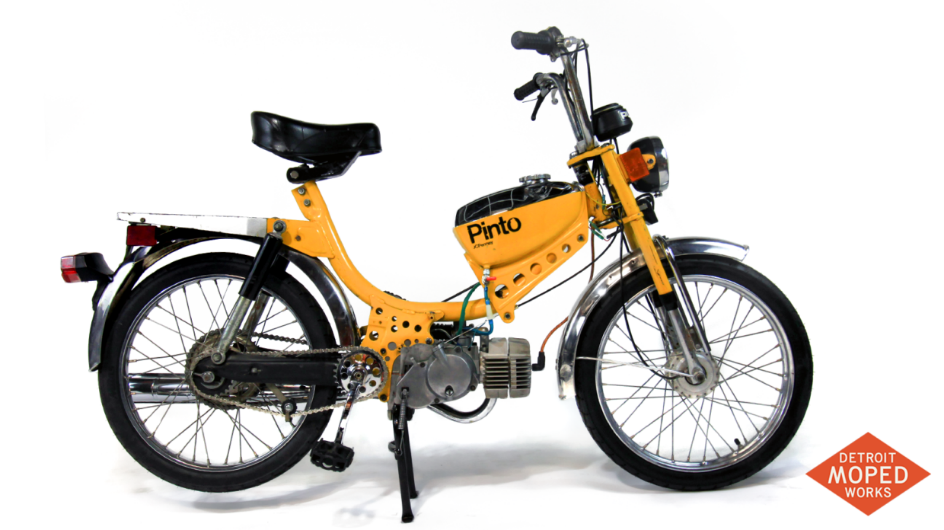 Pinto
DETROIT
MOPED
WORKS